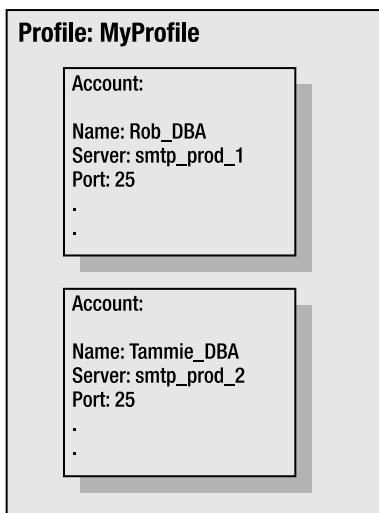 Profile: MyProfile
Account:
Name: Rob_DBA
Server: smtp_prod_1
Port: 25
.
.
Account:
Name: Tammie_DBA
Server: smtp_prod_2
Port: 25
.
.